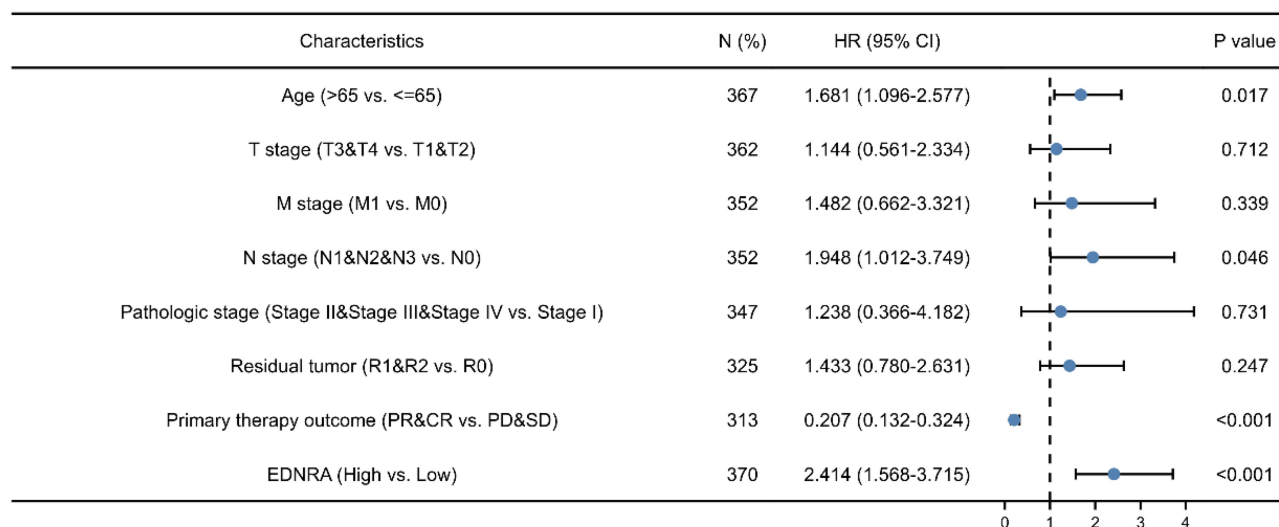 Characteristics N (%) HR (95% CI) P value
Age (>65 vs. <=65) 367 1.681 (1.096-2.577) 0.017
T stage (T3&T4 vs. T1&T2) 362 1.144 (0.561-2.334) 0.712
M stage (M1 vs. M0) 352 1.482 (0.662-3.321) 0.339
N stage (N1&N2&N3 vs. N0) 352 1.948 (1.012-3.749) 0.046
Pathologic stage (Stage II&Stage III&Stage IV vs. Stage I) 347 1.238 (0.366-4.182) 0.731
Residual tumor (R1&R2 vs. R0) 325 1.433 (0.780-2.631) 0.247
Primary therapy outcome (PR&CR vs. PD&SD) 313 0.207 (0.132-0.324) <0.001
EDNRA (High vs. Low) 370 2.414 (1.568-3.715) <0.001
0 1 2 3 4